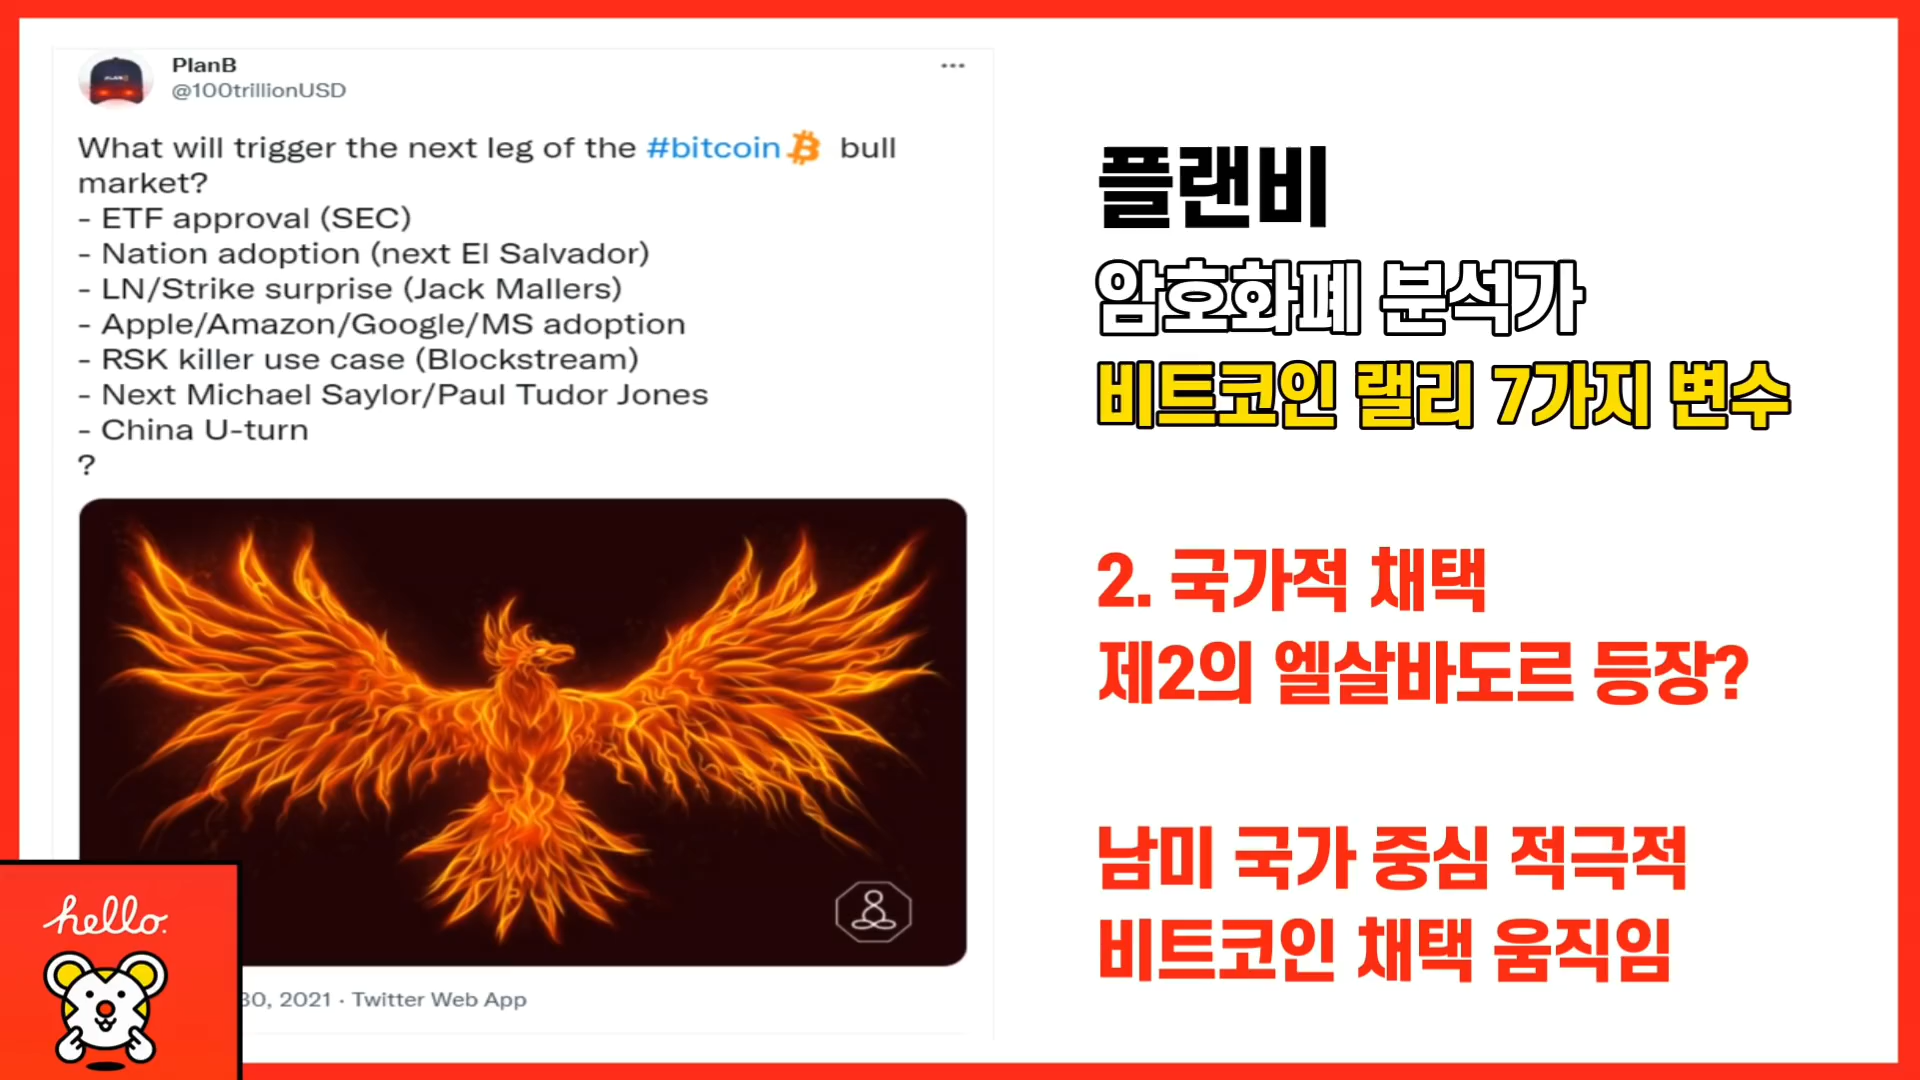 PlanB
@100trillionUSD
What will trigger the next leg of the #bitcoin bull
market?
- ETF approval (SEC)
- Nation adoption (next El Salvador)
- LN/Strike surprise (Jack Mallers)
- Apple/Amazon/Google/MS adoption
- RSK killer use case (Blockstream)
- Next Michael Saylor/Paul Tudor Jones
- China U-turn
?
30, 2021 · Twitter Web App
hello.
플랜비
암호화폐 분석가
비트코인 랠리 7가지 변수
2. 국가적 채택
제2의 엘살바도르 등장?
남미 국가 중심 적극적
비트코인 채택 움직임